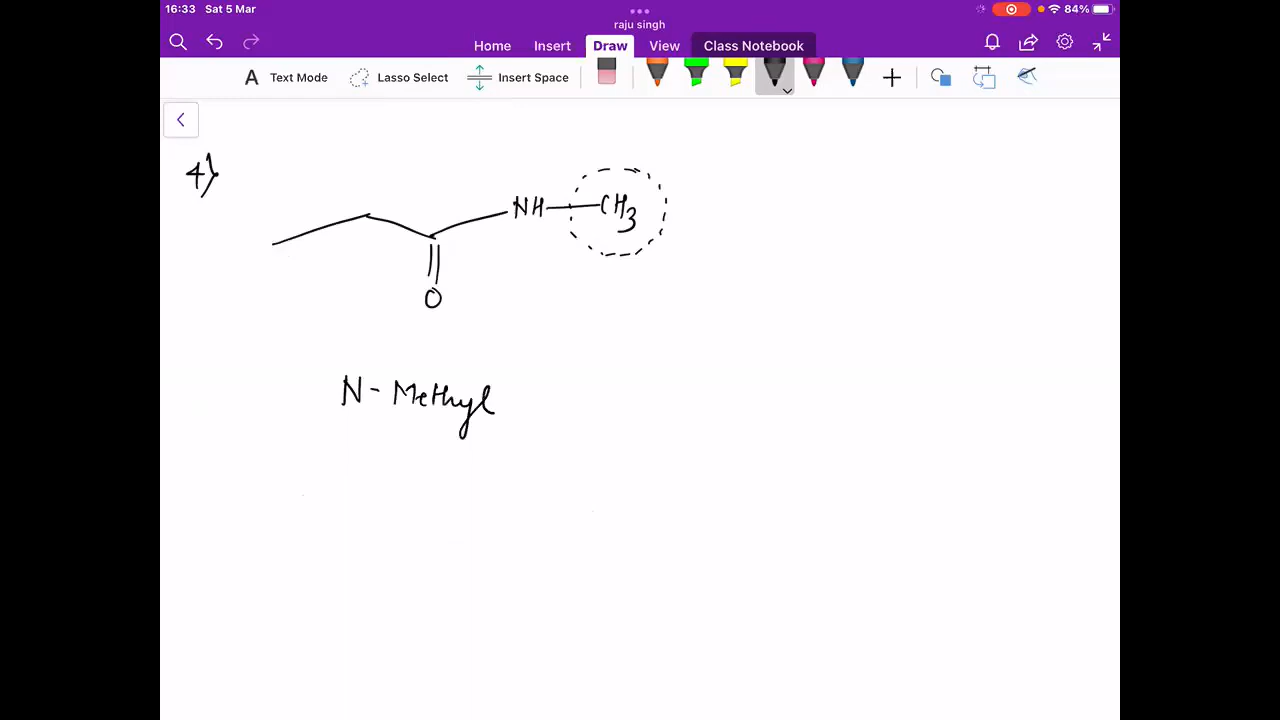 16:33 Sat 5 Mar
84%
raju singh
Home Insert Draw View Class Notebook
A Text Mode Lasso Select Insert Space
4)
NH CH3
O
N- Methyl